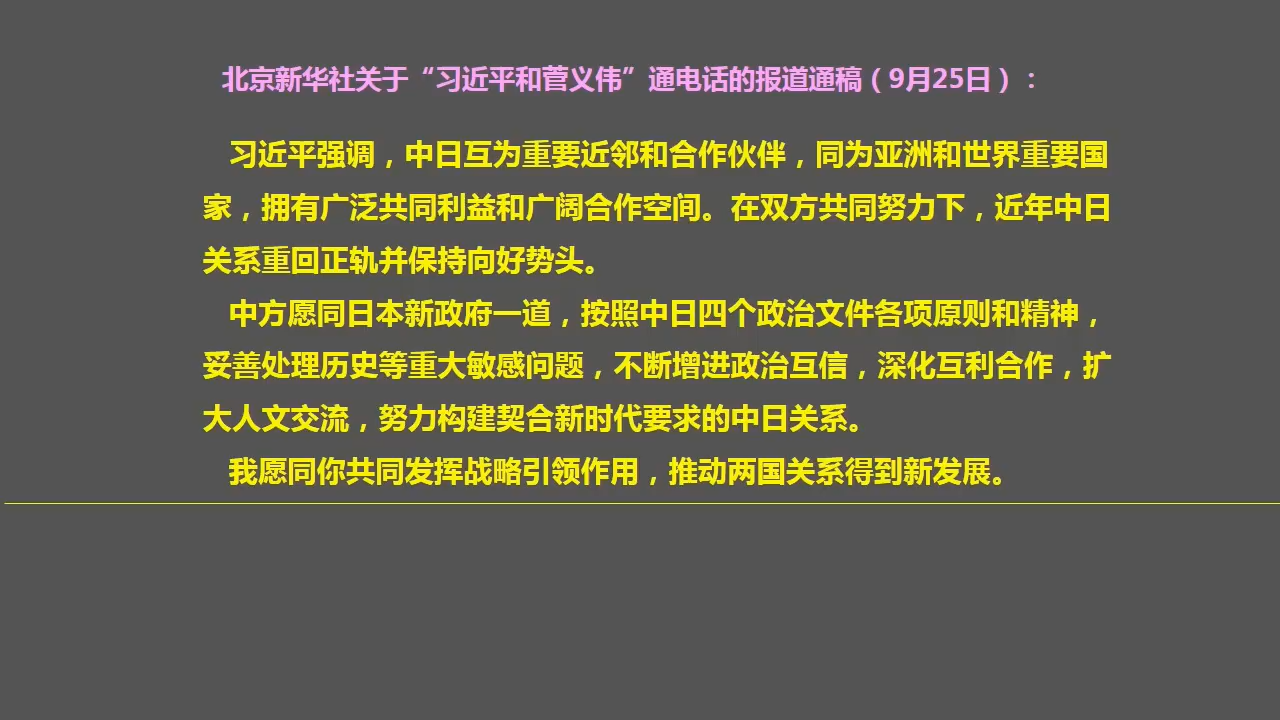 北京新华社关于“习近平和菅义伟”通电话的报道通稿（9月25日）：
习近平强调，中日互为重要近邻和合作伙伴，同为亚洲和世界重要国
家，拥有广泛共同利益和广阔合作空间。在双方共同努力下，近年中日
关系重回正轨并保持向好势头。
中方愿同日本新政府一道，按照中日四个政治文件各项原则和精神，
妥善处理历史等重大敏感问题，不断增进政治互信，深化互利合作，扩
大人文交流，努力构建契合新时代要求的中日关系。
我愿同你共同发挥战略引领作用，推动两国关系得到新发展。